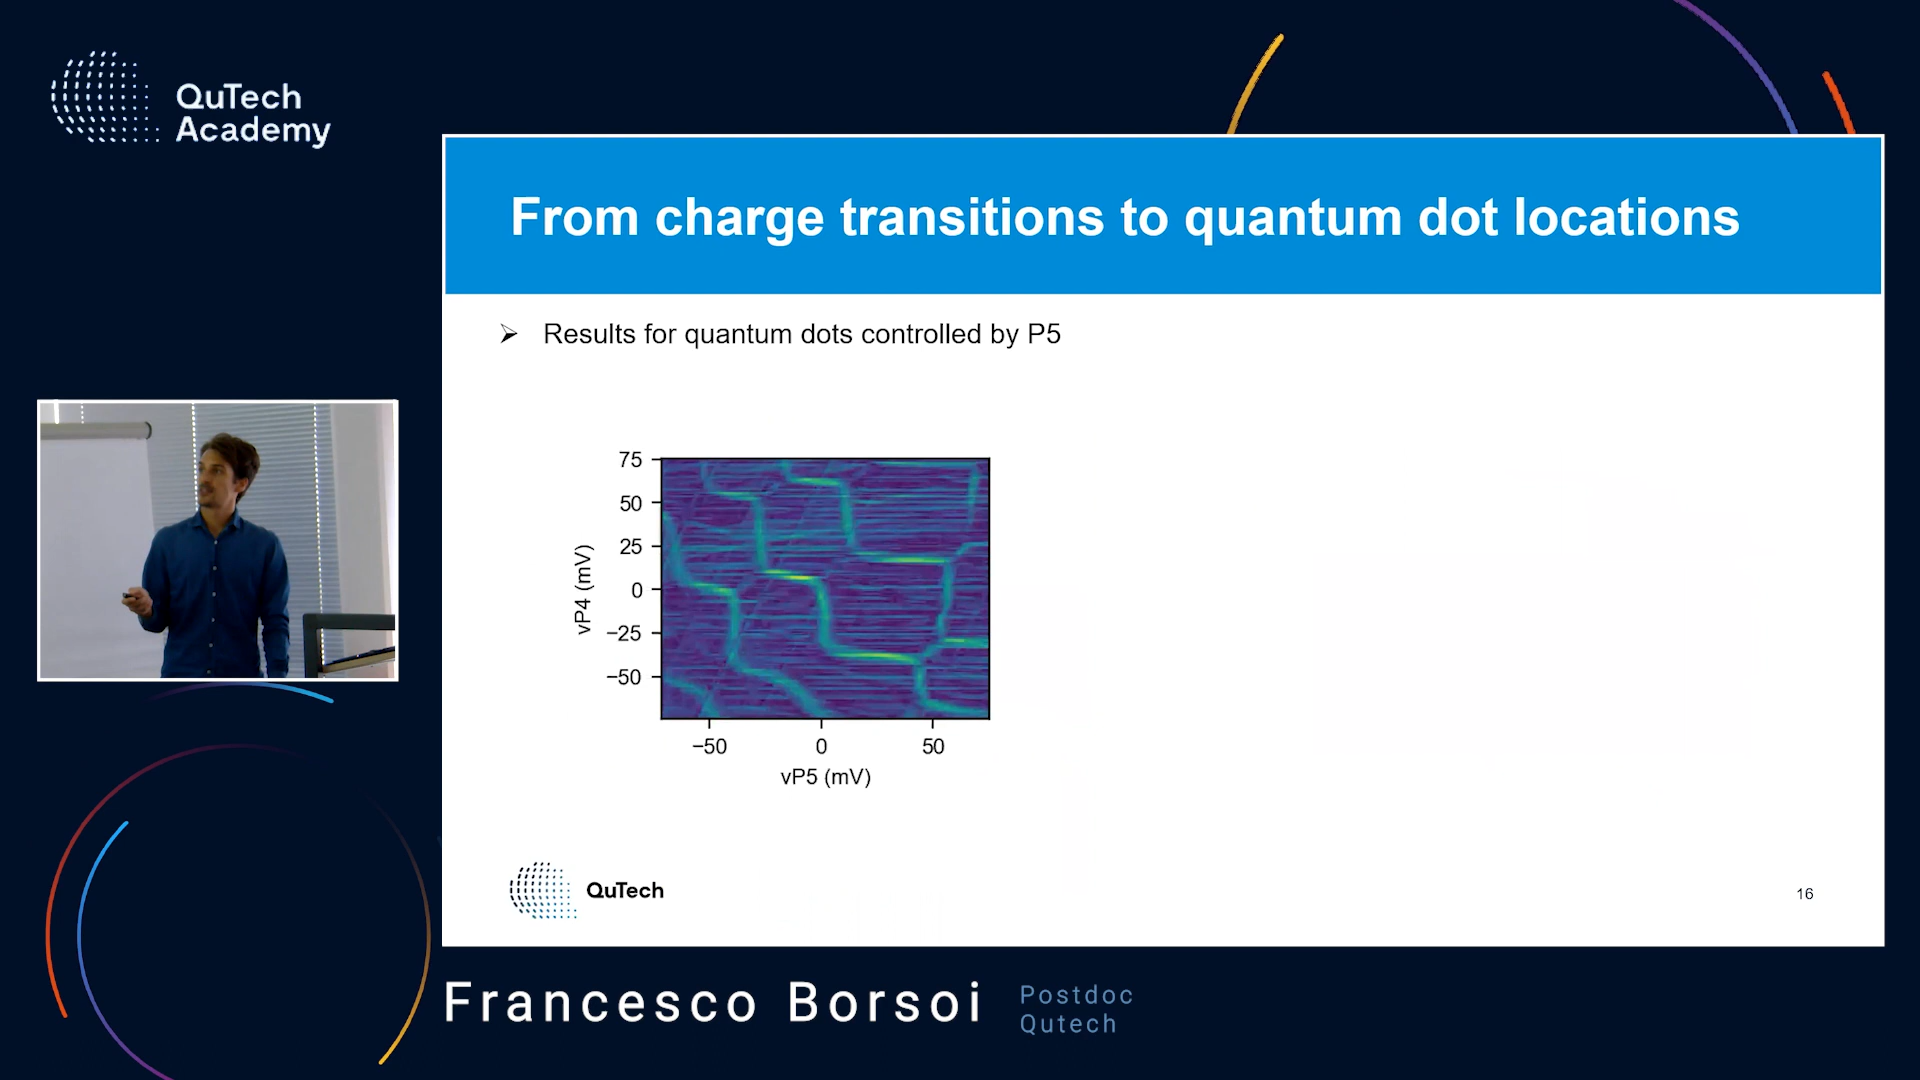 QuTech
Academy
From charge transitions to quantum dot locations
➢ Results for quantum dots controlled by P5
75
50
25
0
−25
−50
vP4 (mV)
−50 0 50
vP5 (mV)
QuTech
16
Francesco Borsoi
Postdoc
Qutech